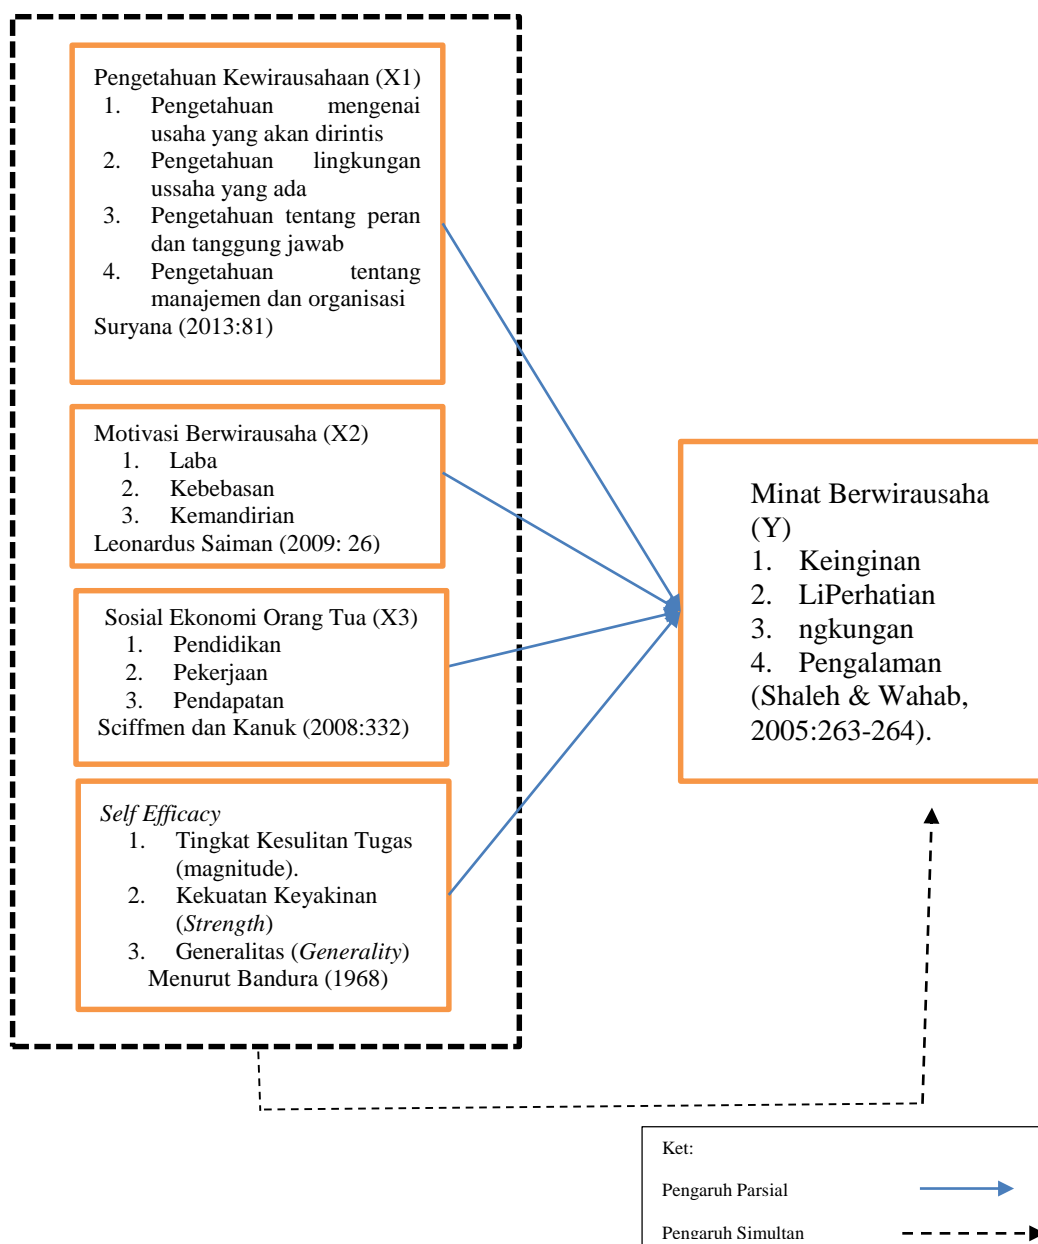 Pengetahuan Kewirausahaan (X1)
1. Pengetahuan mengenai
usaha yang akan dirintis
2. Pengetahuan lingkungan
ussaha yang ada
3. Pengetahuan tentang peran
dan tanggung jawab
4. Pengetahuan tentang
manajemen dan organisasi
Suryana (2013:81)
Motivasi Berwirausaha (X2)
1. Laba
2. Kebebasan
3. Kemandirian
Leonardus Saiman (2009: 26)
Sosial Ekonomi Orang Tua (X3)
1. Pendidikan
2. Pekerjaan
3. Pendapatan
Sciffmen dan Kanuk (2008:332)
Self Efficacy
1. Tingkat Kesulitan Tugas
(magnitude).
2. Kekuatan Keyakinan
(Strength)
3. Generalitas (Generality)
Menurut Bandura (1968)
Minat Berwirausaha
(Y)
1. Keinginan
2. LiPerhatian
3. ngkungan
4. Pengalaman
(Shaleh & Wahab,
2005:263-264).
Ket:
Pengaruh Parsial
Pengaruh Simultan